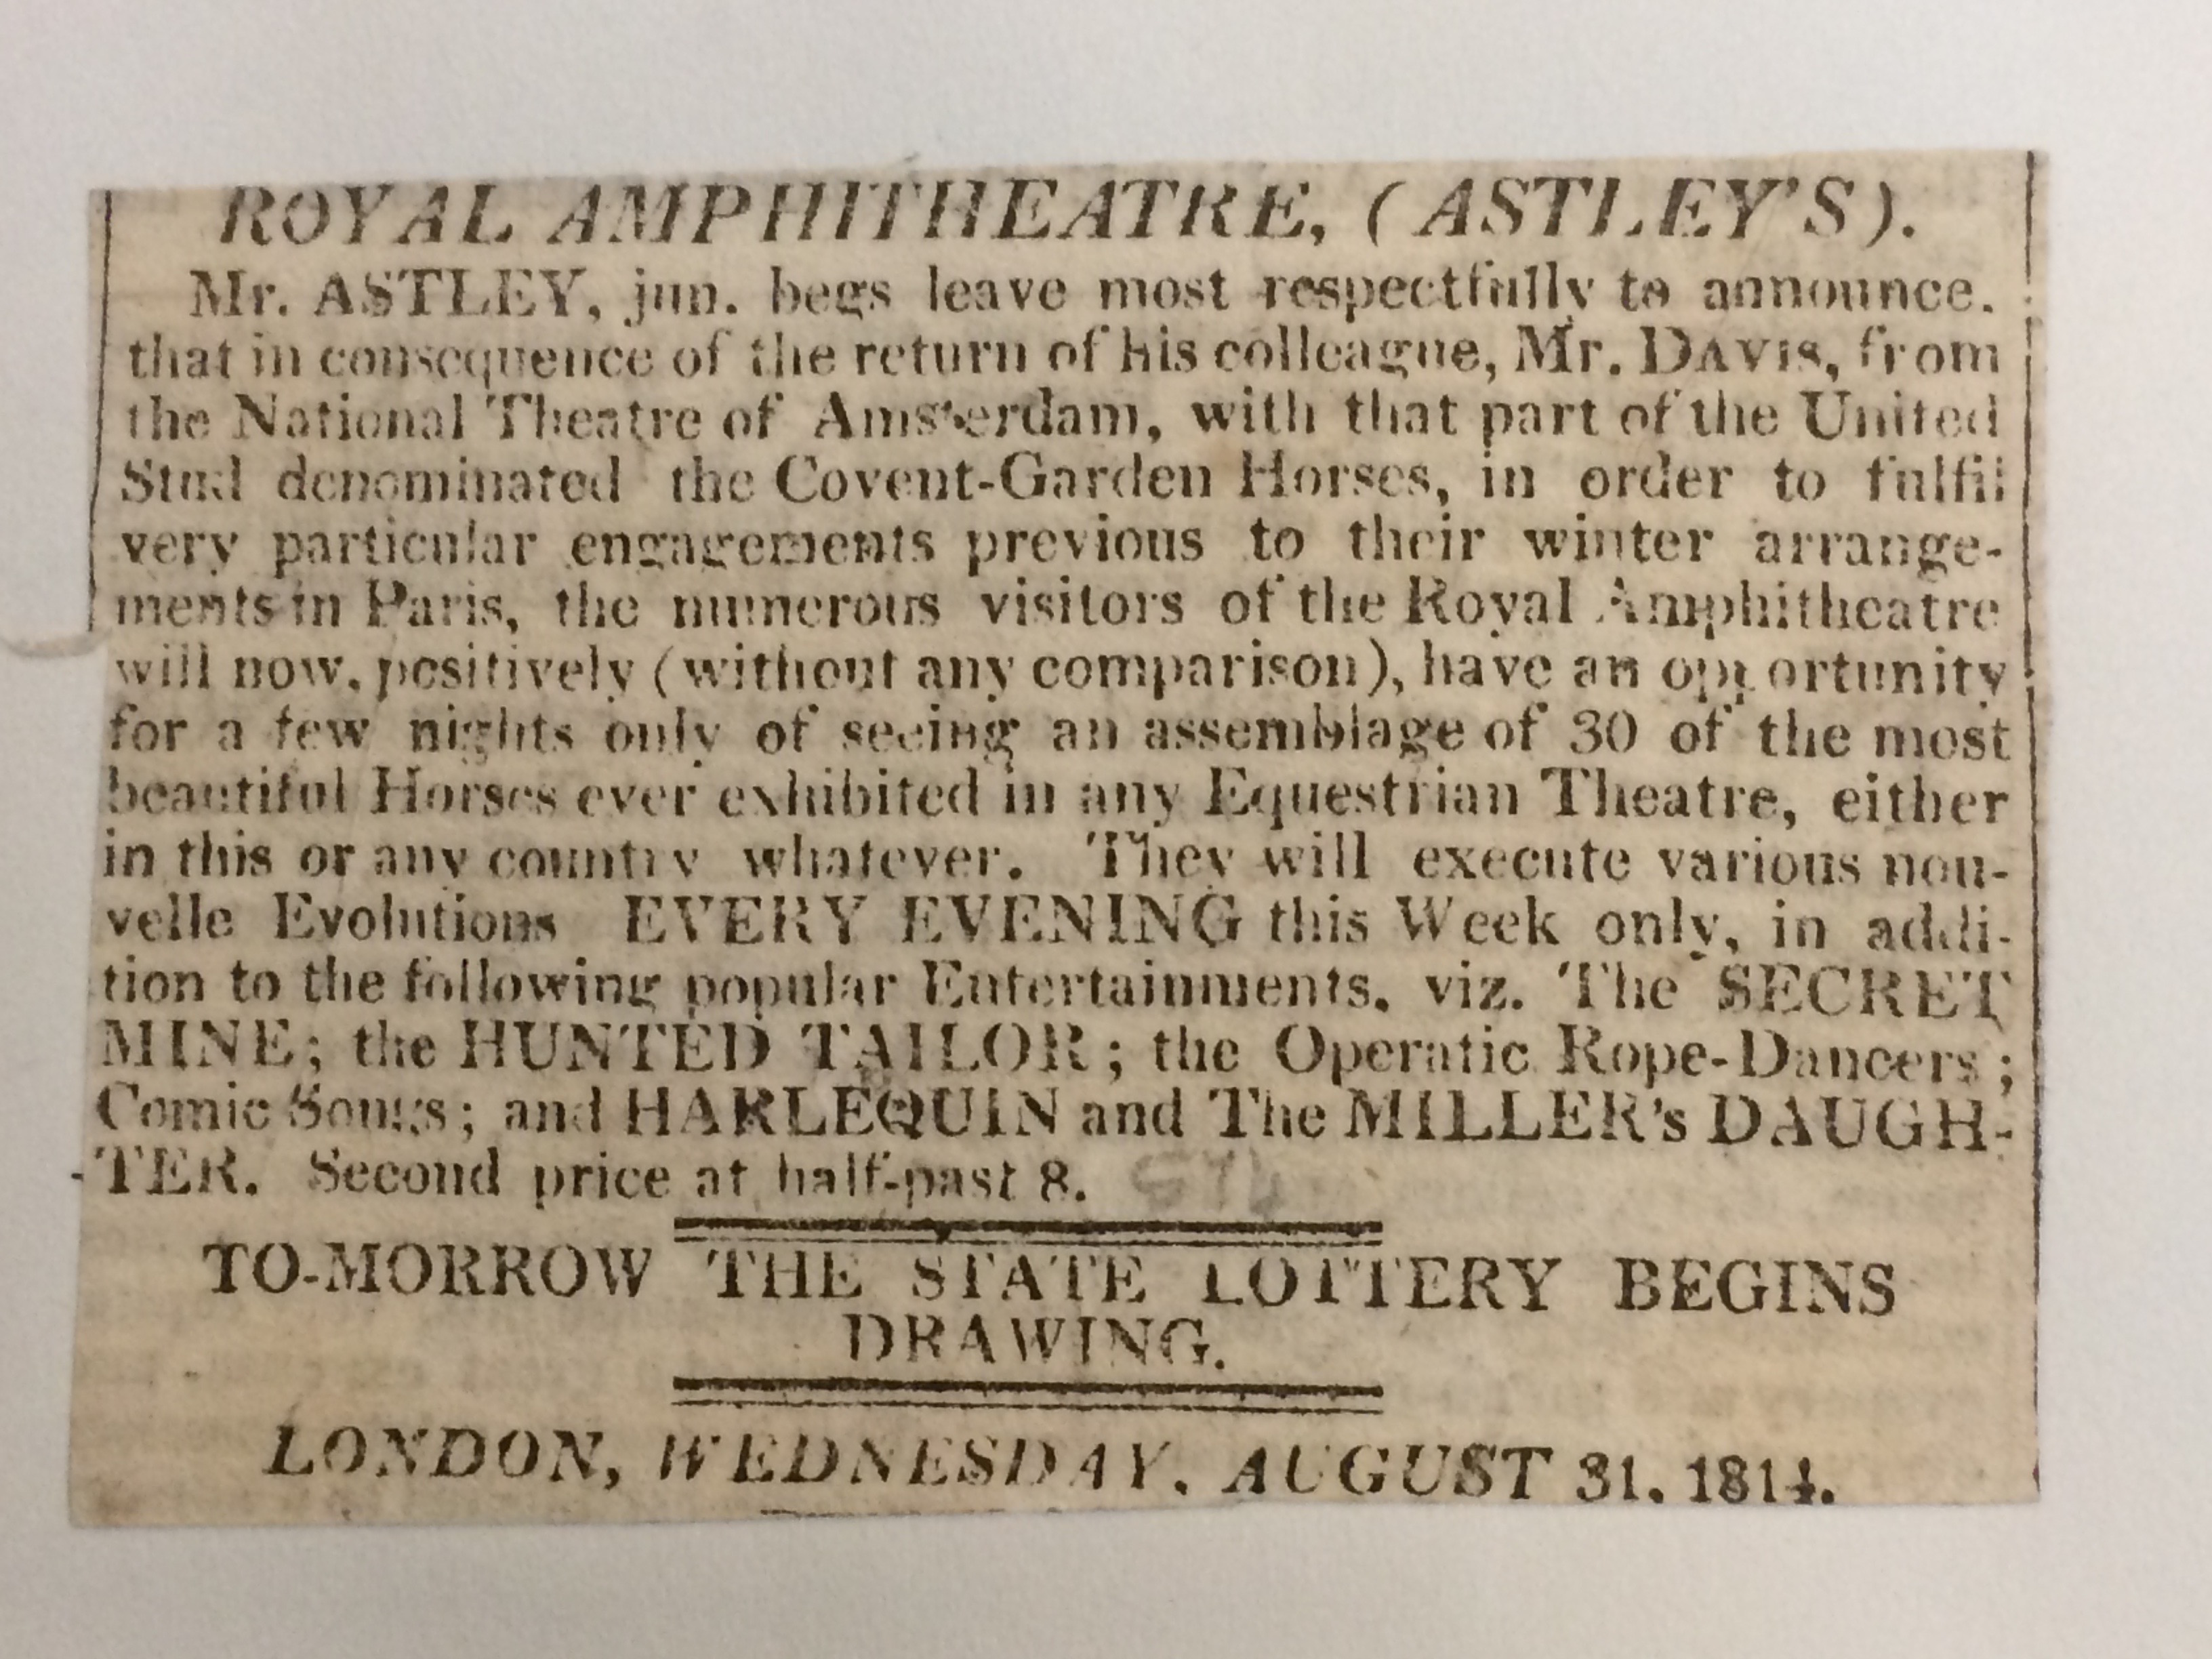 ROYAL AMPHITHEATRE, (ASTLEY'S).
Mr. ASTLEY, jun. begs leave most respectfully to announce,
that in consequence of the return of his colleague, Mr. DAVIS, from
the National Theatre of Amsterdam, with that part of the United
Stud denominated the Covent-Garden Horses, in order to fulfil
very particular engagements previous to their winter arrange-
ments in Paris, the numerous visitors of the Royal Amphitheatre
will now, positively (without any comparison), have an opportunity
for a few nights only of seeing an assemblage of 30 of the most
beautiful Horses ever exhibited in any Equestrian Theatre, either
in this or any country whatever. They will execute various nou-
velle Evolutions EVERY EVENING this Week only, in addi-
tion to the following popular Entertainments, viz. The SECRET
MINE; the HUNTED TAILOR; the Operatic Rope-Dancers;
Comic Songs; and HARLEQUIN and The MILLER's DAUGH-
TER. Second price at half-past 8.
TO-MORROW THE STATE LOTTERY BEGINS
DRAWING.
LONDON, WEDNESDAY, AUGUST 31, 1814.